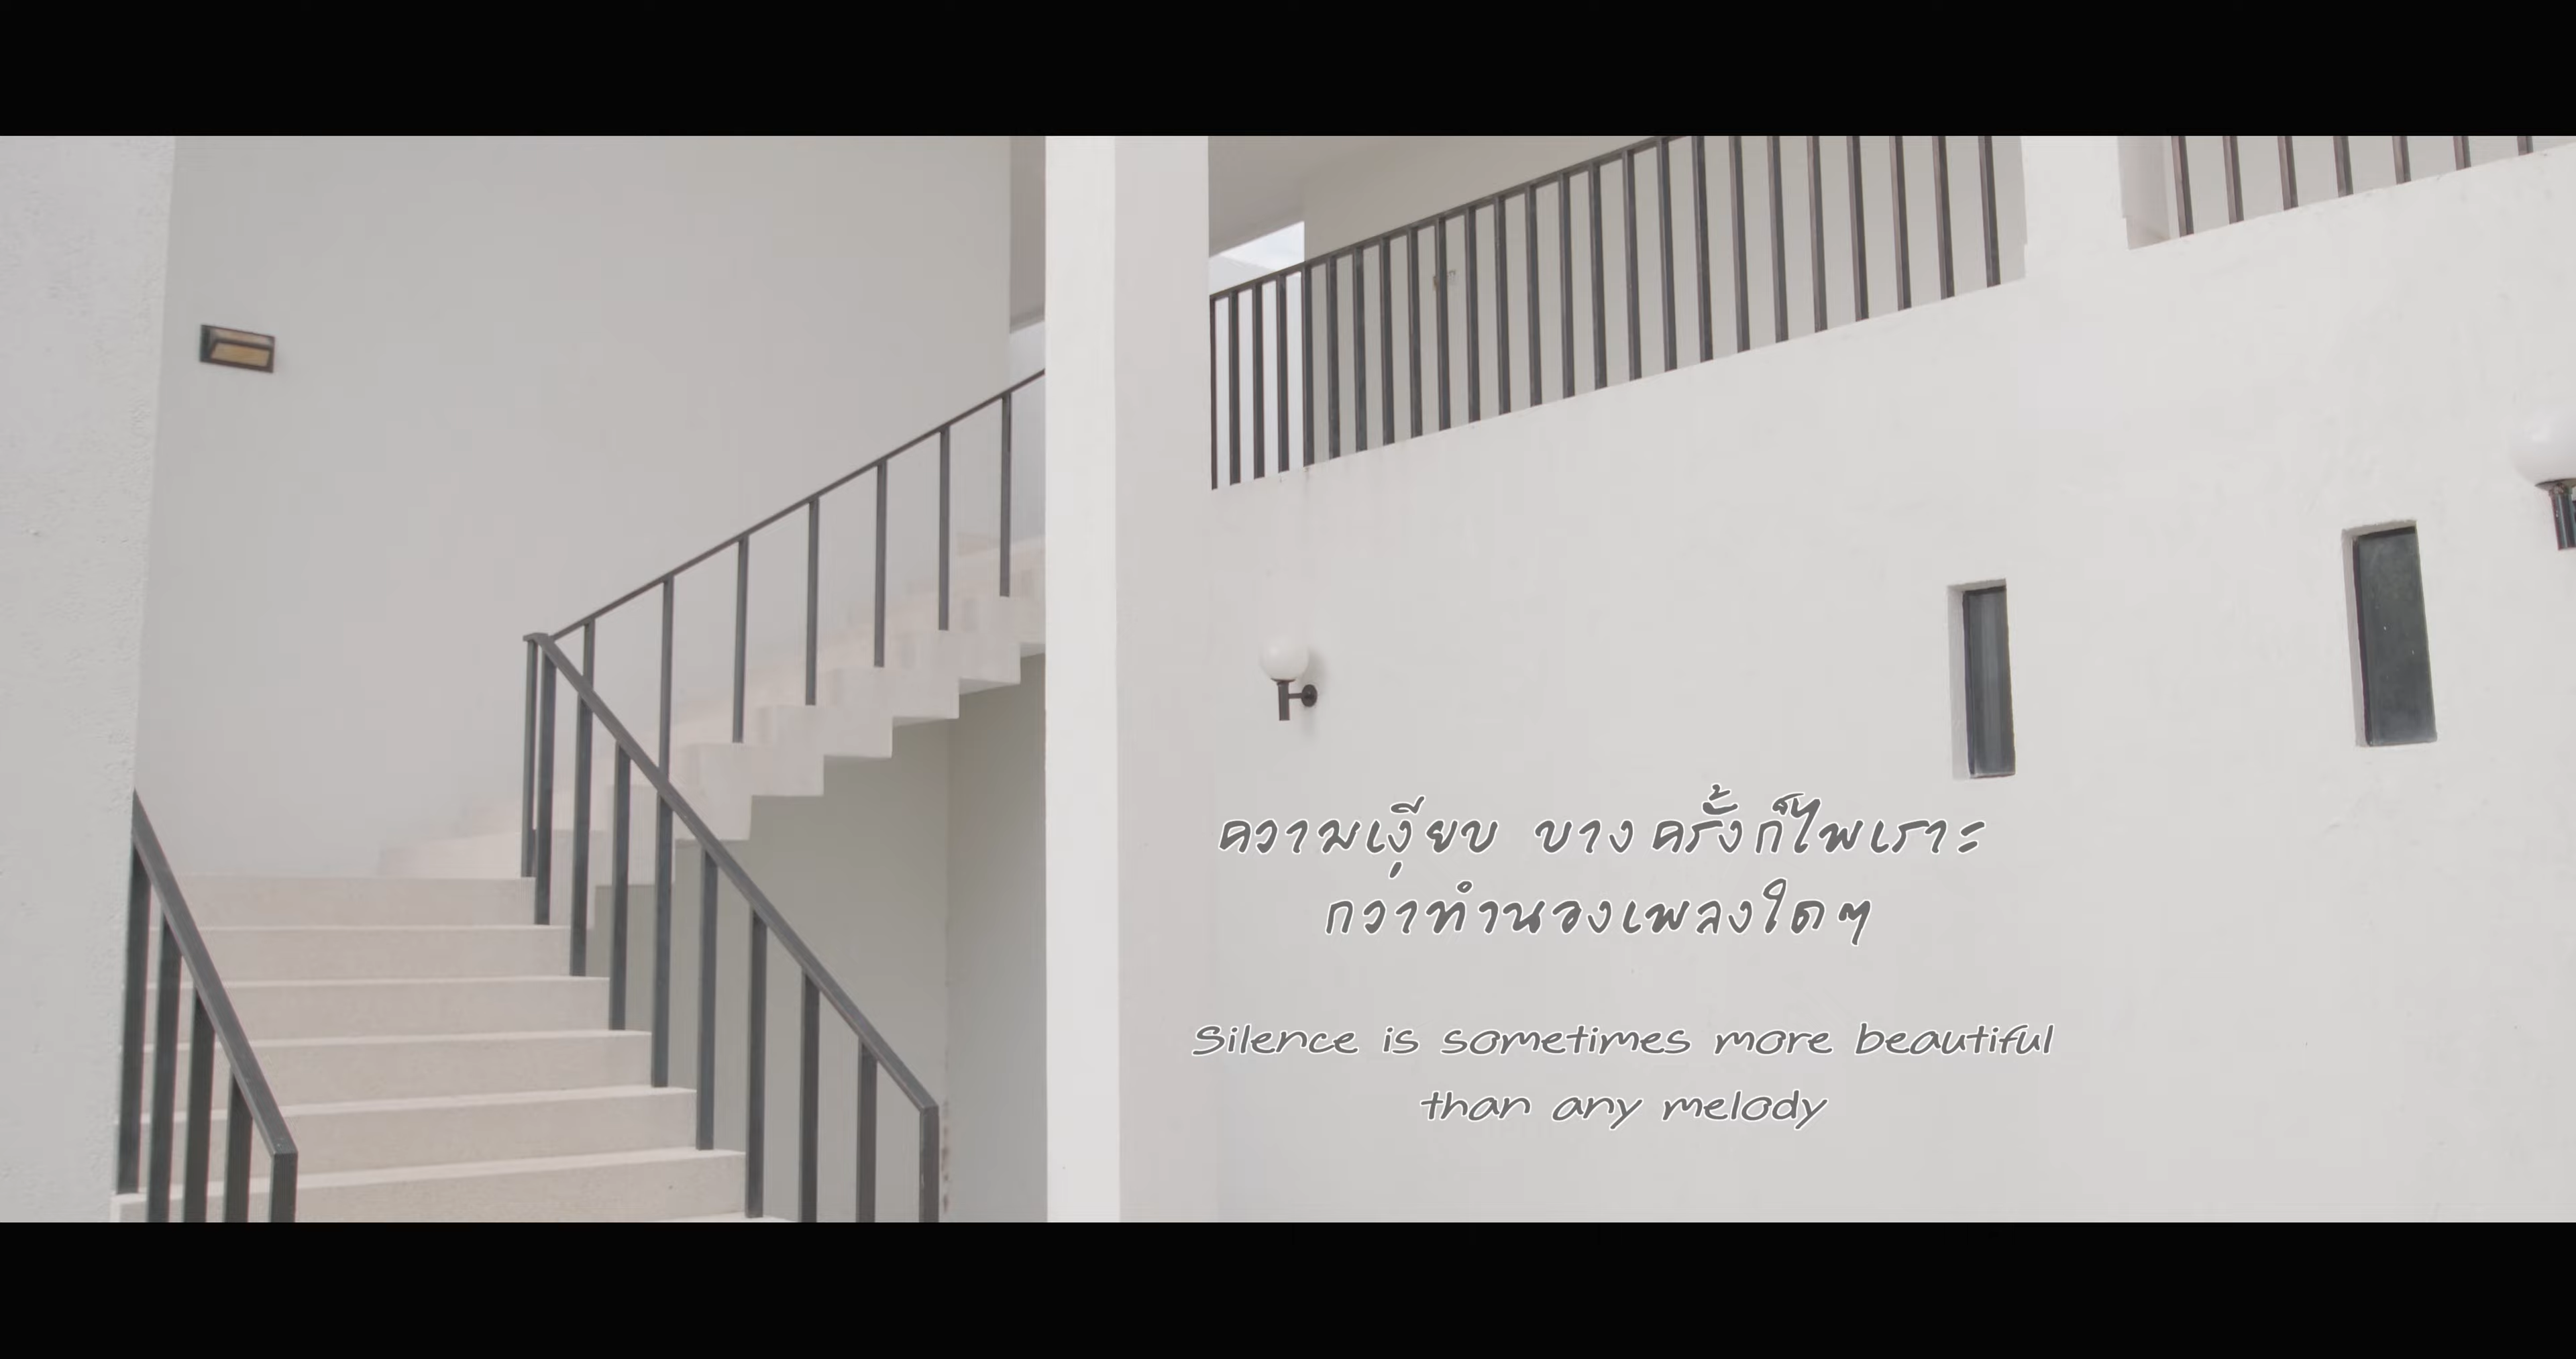 ความเงียบ บางครั้งก็ไพเราะ
กว่าทำนองเพลงใดๆ
Silence is sometimes more beautiful
than any melody